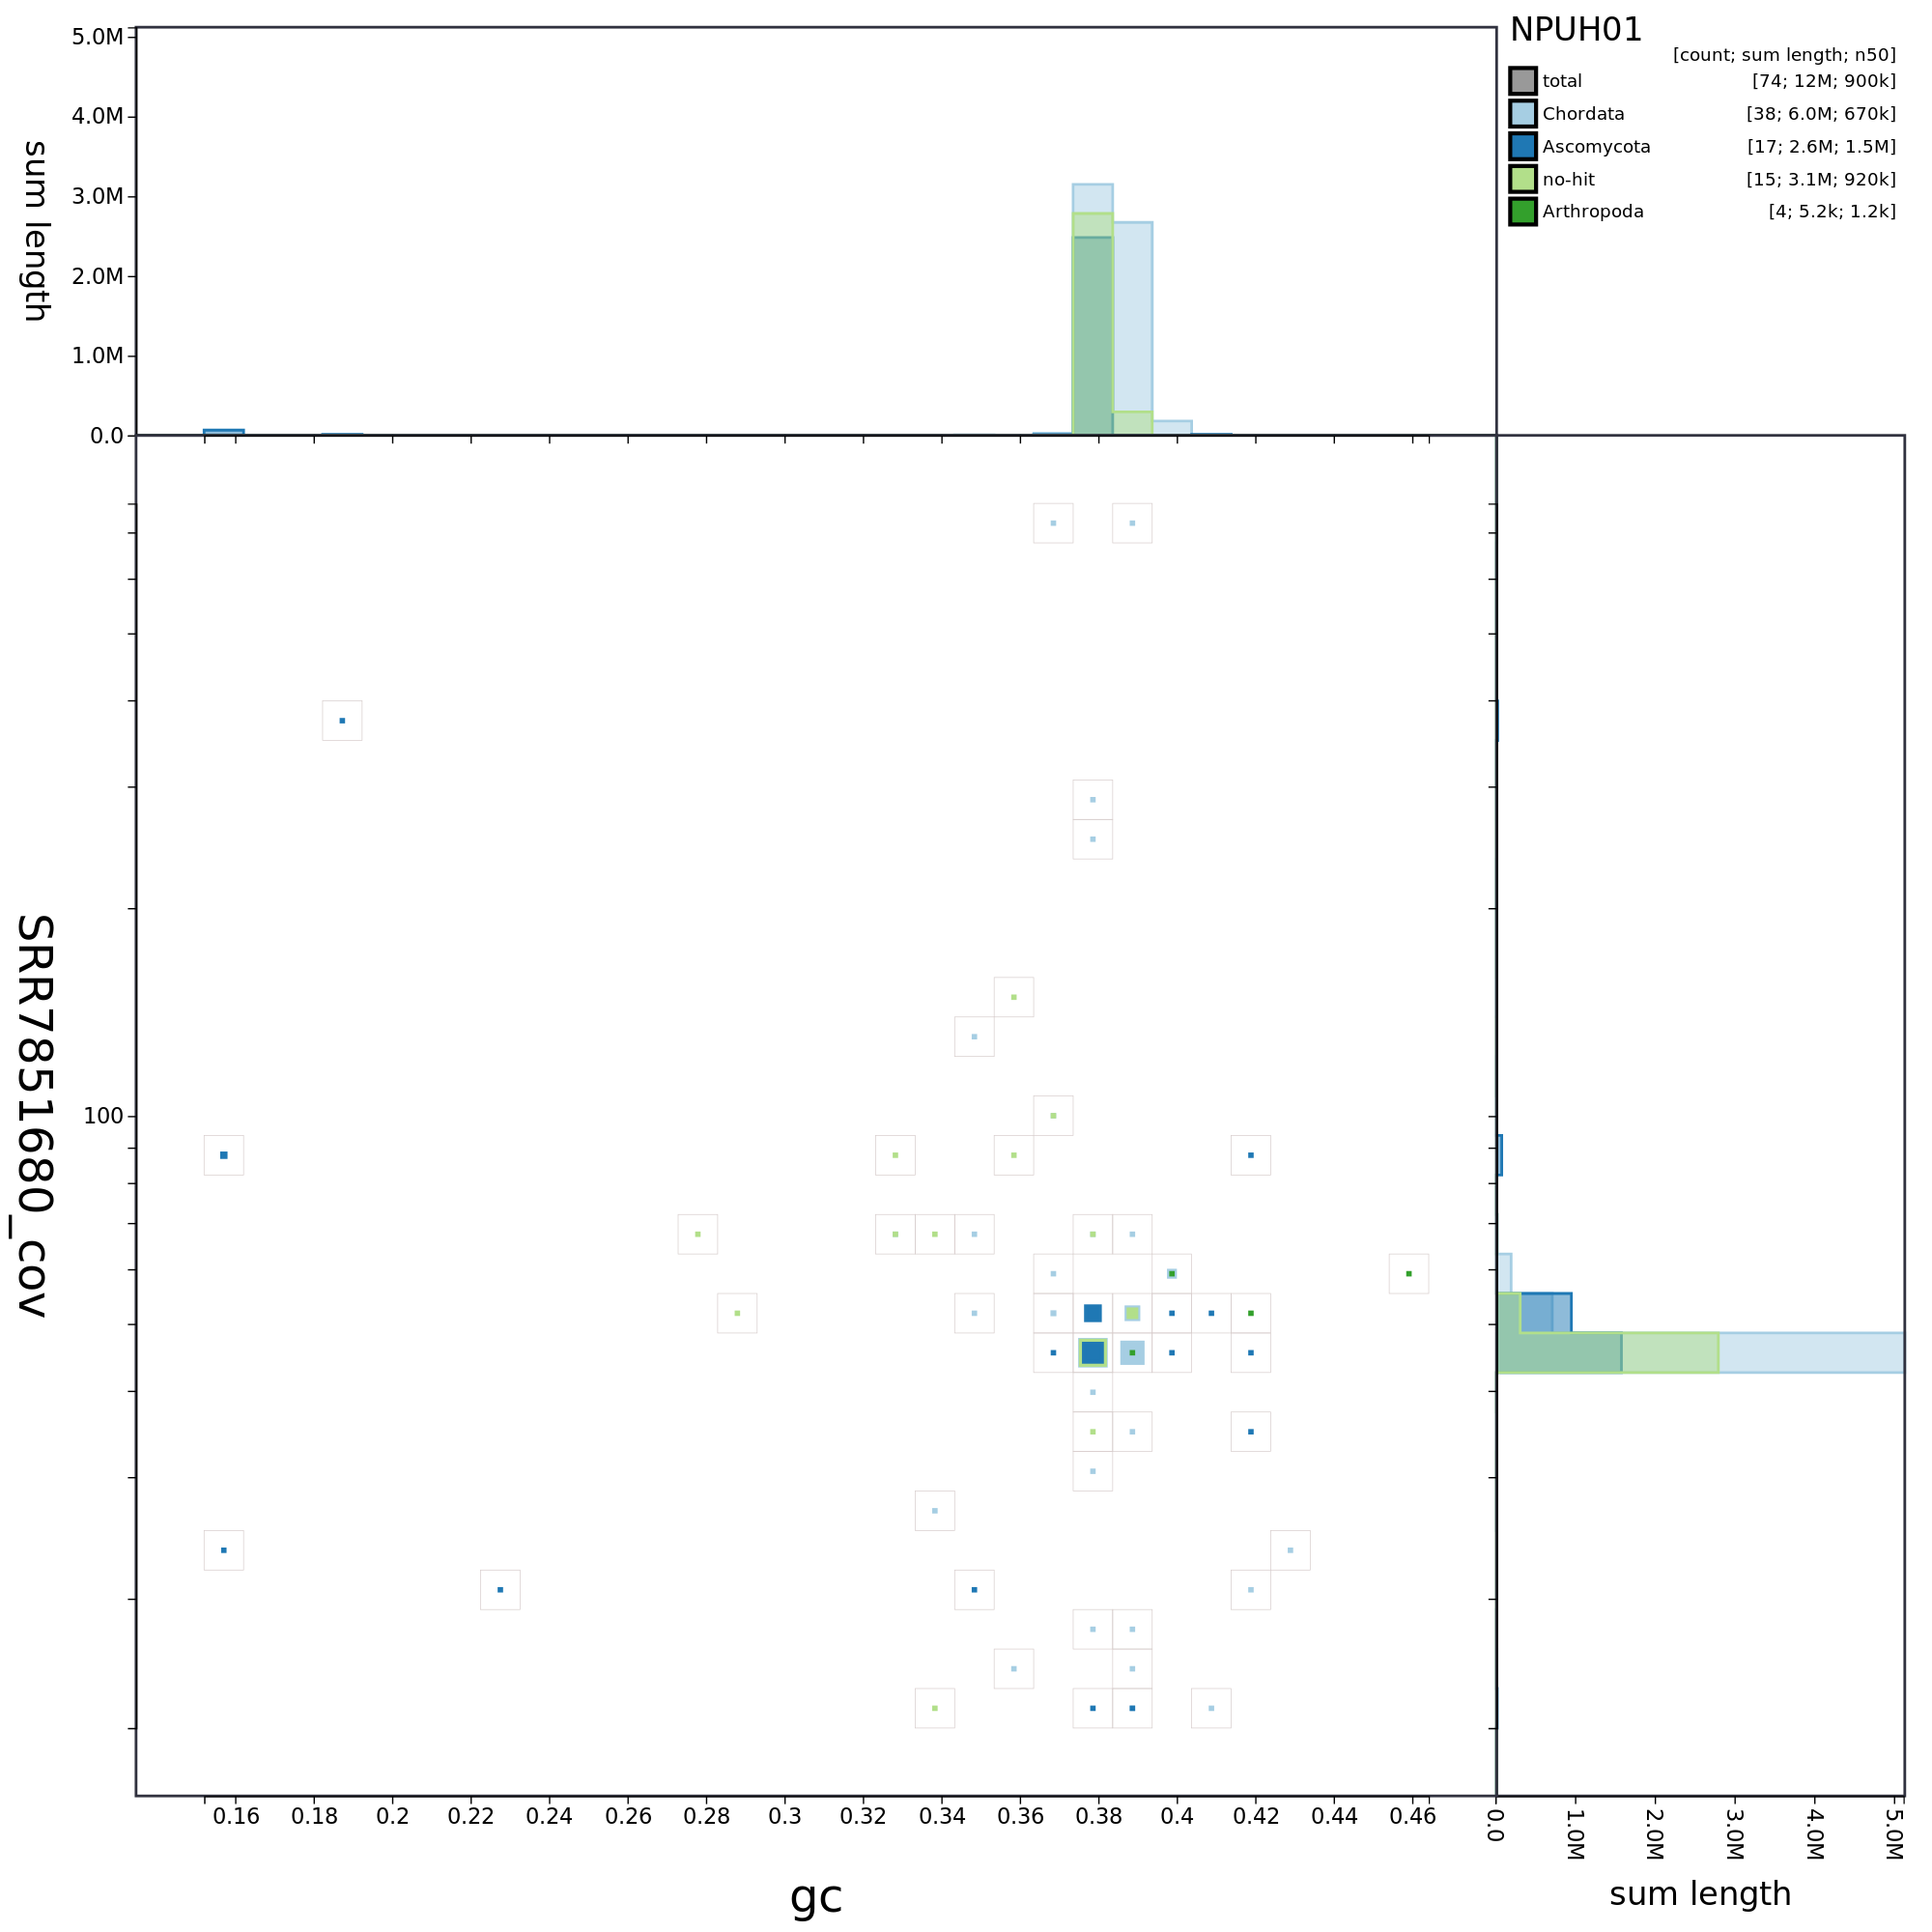 NPUH01
[count; sum length; n50]
total [74; 12M; 900k]
Chordata [38; 6.0M; 670k]
Ascomycota [17; 2.6M; 1.5M]
no-hit [15; 3.1M; 920k]
Arthropoda [4; 5.2k; 1.2k]
5.0M
4.0M
3.0M
2.0M
1.0M
0.0
sum length
SRR7851680_cov
100
0.16 0.18 0.2 0.22 0.24 0.26 0.28 0.3 0.32 0.34 0.36 0.38 0.4 0.42 0.44 0.46
gc
0.0 1.0M 2.0M 3.0M 4.0M 5.0M
sum length